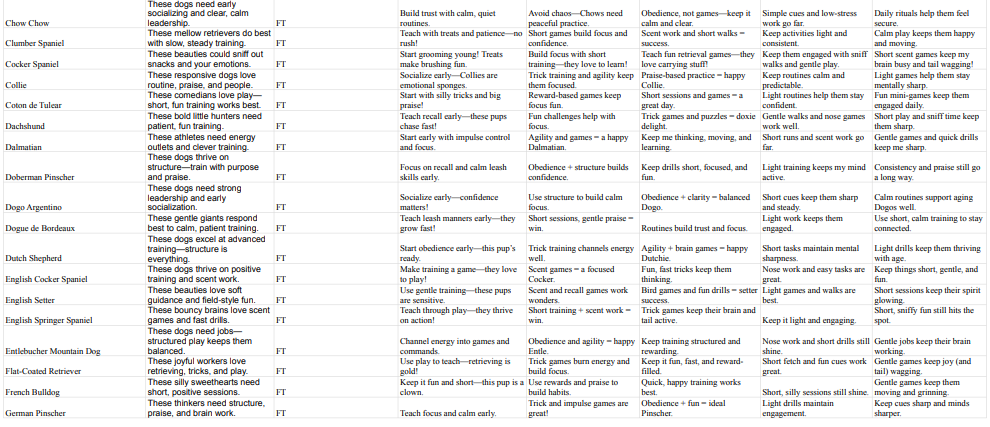 Chow Chow
These dogs need early
socializing and clear, calm
leadership.
FT
Build trust with calm, quiet
routines.
Avoid chaos—Chows need
peaceful practice.
Obedience, not games—keep it
calm and clear.
Simple cues and low-stress
work go far.
Daily rituals help them feel
secure.
Clumber Spaniel
These mellow retrievers do best
with slow, steady training.
FT
Teach with treats and patience—no
rush!
Short games build focus and
confidence.
Scent work and short walks =
success.
Keep activities light and
consistent.
Calm play keeps them happy
and moving.
Cocker Spaniel
These beauties could sniff out
snacks and your emotions.
FT
Start grooming young! Treats
make brushing fun.
Build focus with short
training—they love to learn!
Teach fun retrieval games—we
love carrying stuff!
Keep them engaged with sniff
walks and gentle play.
Short scent games keep my
brain busy and tail wagging!
Collie
These responsive dogs love
routine, praise, and people.
FT
Socialize early—Collies are
emotional sponges.
Trick training and agility keep
them focused.
Praise-based practice = happy
Collie.
Keep routines calm and
predictable.
Light games help them stay
mentally sharp.
Coton de Tulear
These comedians love play—
short, fun training works best.
FT
Start with silly tricks and big
praise!
Reward-based games keep
focus fun.
Short sessions and games = a
great day.
Light routines help them stay
confident.
Fun mini-games keep them
engaged daily.
Dachshund
These bold little hunters need
patient, fun training.
FT
Teach recall early—these pups
chase fast!
Fun challenges help with
focus.
Trick games and puzzles = doxie
delight.
Gentle walks and nose games
work well.
Short play and sniff time keep
them sharp.
Dalmatian
These athletes need energy
outlets and clever training.
FT
Start early with impulse control
and focus.
Agility and games = a happy
Dalmatian.
Keep me thinking, moving, and
learning.
Short runs and scent work go
far.
Gentle games and quick drills
keep me sharp.
Doberman Pinscher
These dogs thrive on
structure—train with purpose
and praise.
FT
Focus on recall and calm leash
skills early.
Obedience + structure builds
confidence.
Keep drills short, focused, and
fun.
Light training keeps my mind
active.
Consistency and praise still go
a long way.
Dogo Argentino
These dogs need strong
leadership and early
socialization.
FT
Socialize early—confidence
matters!
Use structure to build calm
focus.
Obedience + clarity = balanced
Dogo.
Short cues keep them sharp
and steady.
Calm routines support aging
Dogos well.
Dogue de Bordeaux
These gentle giants respond
best to calm, patient training.
FT
Teach leash manners early—they
grow fast!
Short sessions, gentle praise =
win.
Routines build trust and focus.
Light work keeps them
engaged.
Use short, calm training to stay
connected.
Dutch Shepherd
These dogs excel at advanced
training—structure is
everything.
FT
Start obedience early—this pup's
ready.
Trick training channels energy
well.
Agility + brain games = happy
Dutchie.
Short tasks maintain mental
sharpness.
Light drills keep them thriving
with age.
English Cocker Spaniel
These dogs thrive on positive
training and scent work.
FT
Make training a game—they love
to play!
Scent games = a focused
Cocker.
Fun, fast tricks keep them
thinking.
Nose work and easy tasks are
great.
Keep things short, gentle, and
fun.
English Setter
These beauties love soft
guidance and field-style fun.
FT
Use gentle training—these pups
are sensitive.
Scent and recall games work
wonders.
Bird games and fun drills = setter
success.
Light games and walks are
best.
Short sessions keep their spirit
glowing.
English Springer Spaniel
These bouncy brains love scent
games and fast drills.
FT
Teach through play—they thrive
on action!
Short training + scent work =
win.
Trick games keep their brain and
tail active.
Keep it light and engaging.
Short, sniffy fun still hits the
spot.
Entlebucher Mountain Dog
These dogs need jobs—
structured play keeps them
balanced.
FT
Channel energy into games and
commands.
Obedience and agility = happy
Entle.
Keep training structured and
rewarding.
Nose work and short drills still
shine.
Gentle jobs keep their brain
working.
Flat-Coated Retriever
These joyful workers love
retrieving, tricks, and play.
FT
Use play to teach—retrieving is
gold!
Trick games burn energy and
build focus.
Keep it fun, fast, and reward-
filled.
Short fetch and fun cues work
great.
Gentle games keep joy (and
tail) wagging.
French Bulldog
These silly sweethearts need
short, positive sessions.
FT
Keep it fun and short—this pup is a
clown.
Use rewards and praise to
build habits.
Quick, happy training works
best.
Short, silly sessions still shine.
Gentle games keep them
moving and grinning.
German Pinscher
These thinkers need structure,
praise, and brain work.
FT
Teach focus and calm early.
Trick and impulse games are
great!
Obedience + fun = ideal
Pinscher.
Light drills maintain
engagement.
Keep cues sharp and minds
sharper.